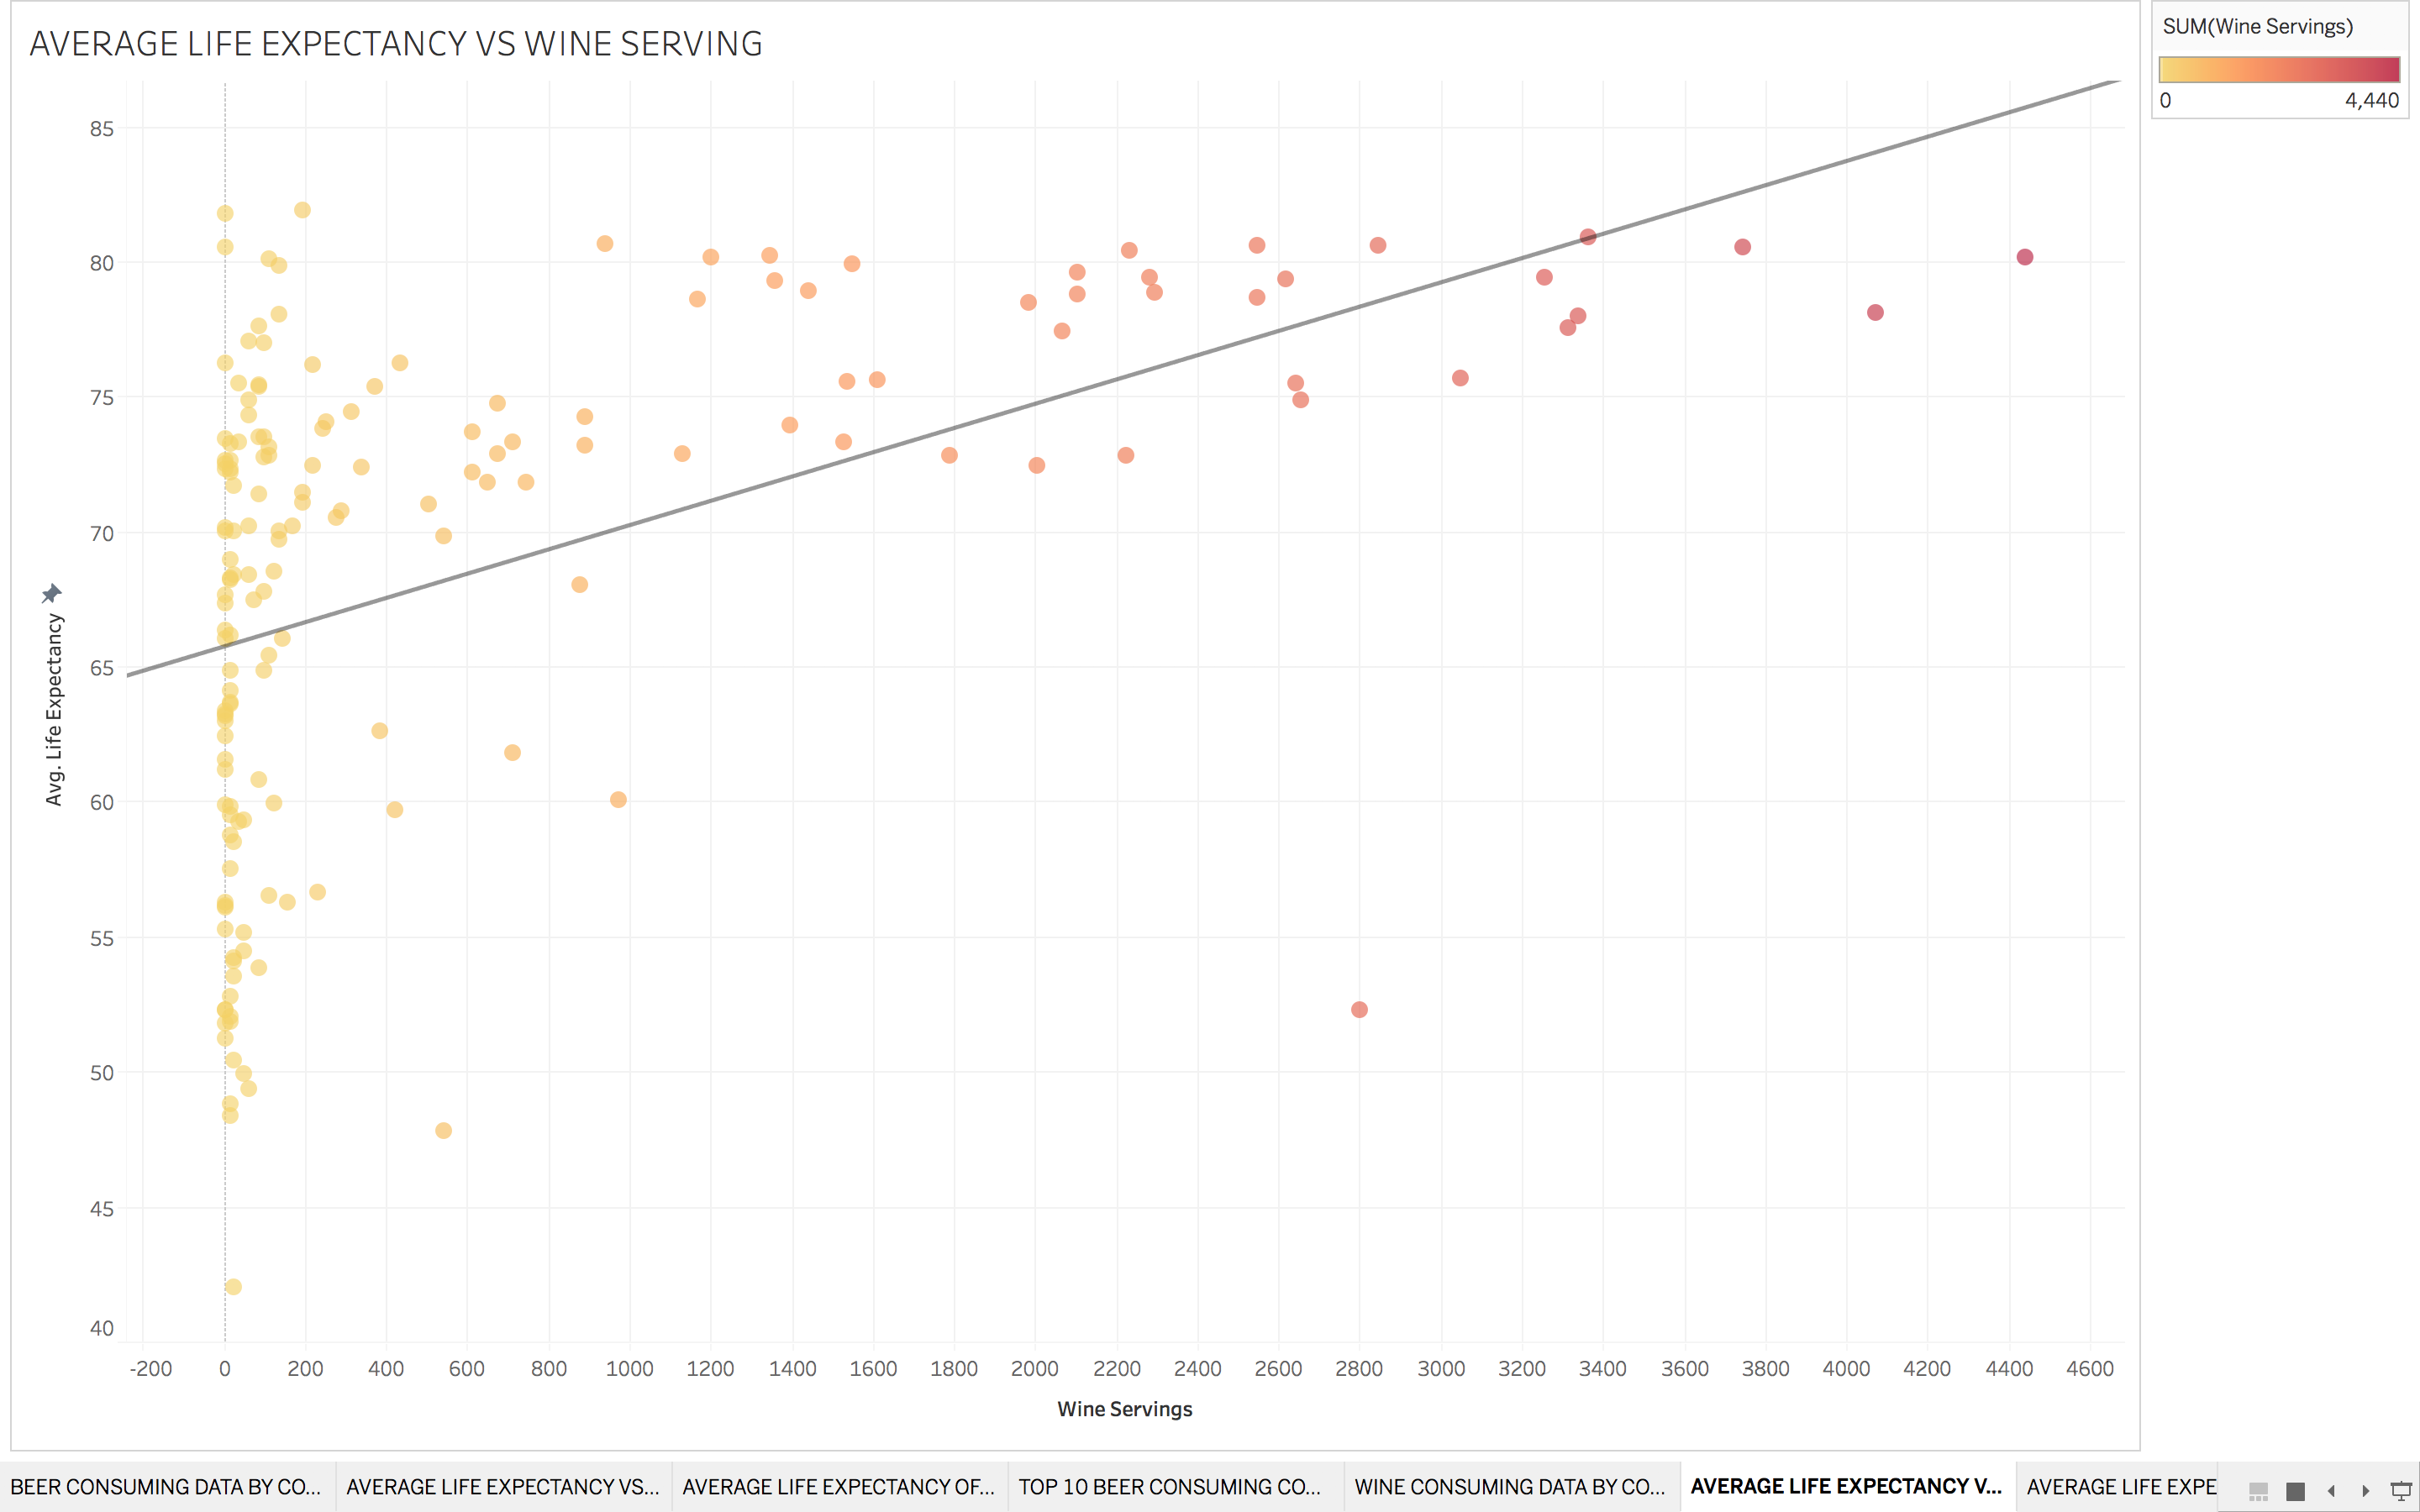 AVERAGE LIFE EXPECTANCY VS WINE SERVING
SUM(Wine Servings)
0 4,440
85
80
75
70
65
60
55
50
45
40
Avg. Life Expectancy
-200 0 200 400 600 800 1000 1200 1400 1600 1800 2000 2200 2400 2600 2800 3000 3200 3400 3600 3800 4000 4200 4400 4600
Wine Servings
BEER CONSUMING DATA BY CO... AVERAGE LIFE EXPECTANCY VS... AVERAGE LIFE EXPECTANCY OF... TOP 10 BEER CONSUMING CO... WINE CONSUMING DATA BY CO... AVERAGE LIFE EXPECTANCY V... AVERAGE LIFE EXPE